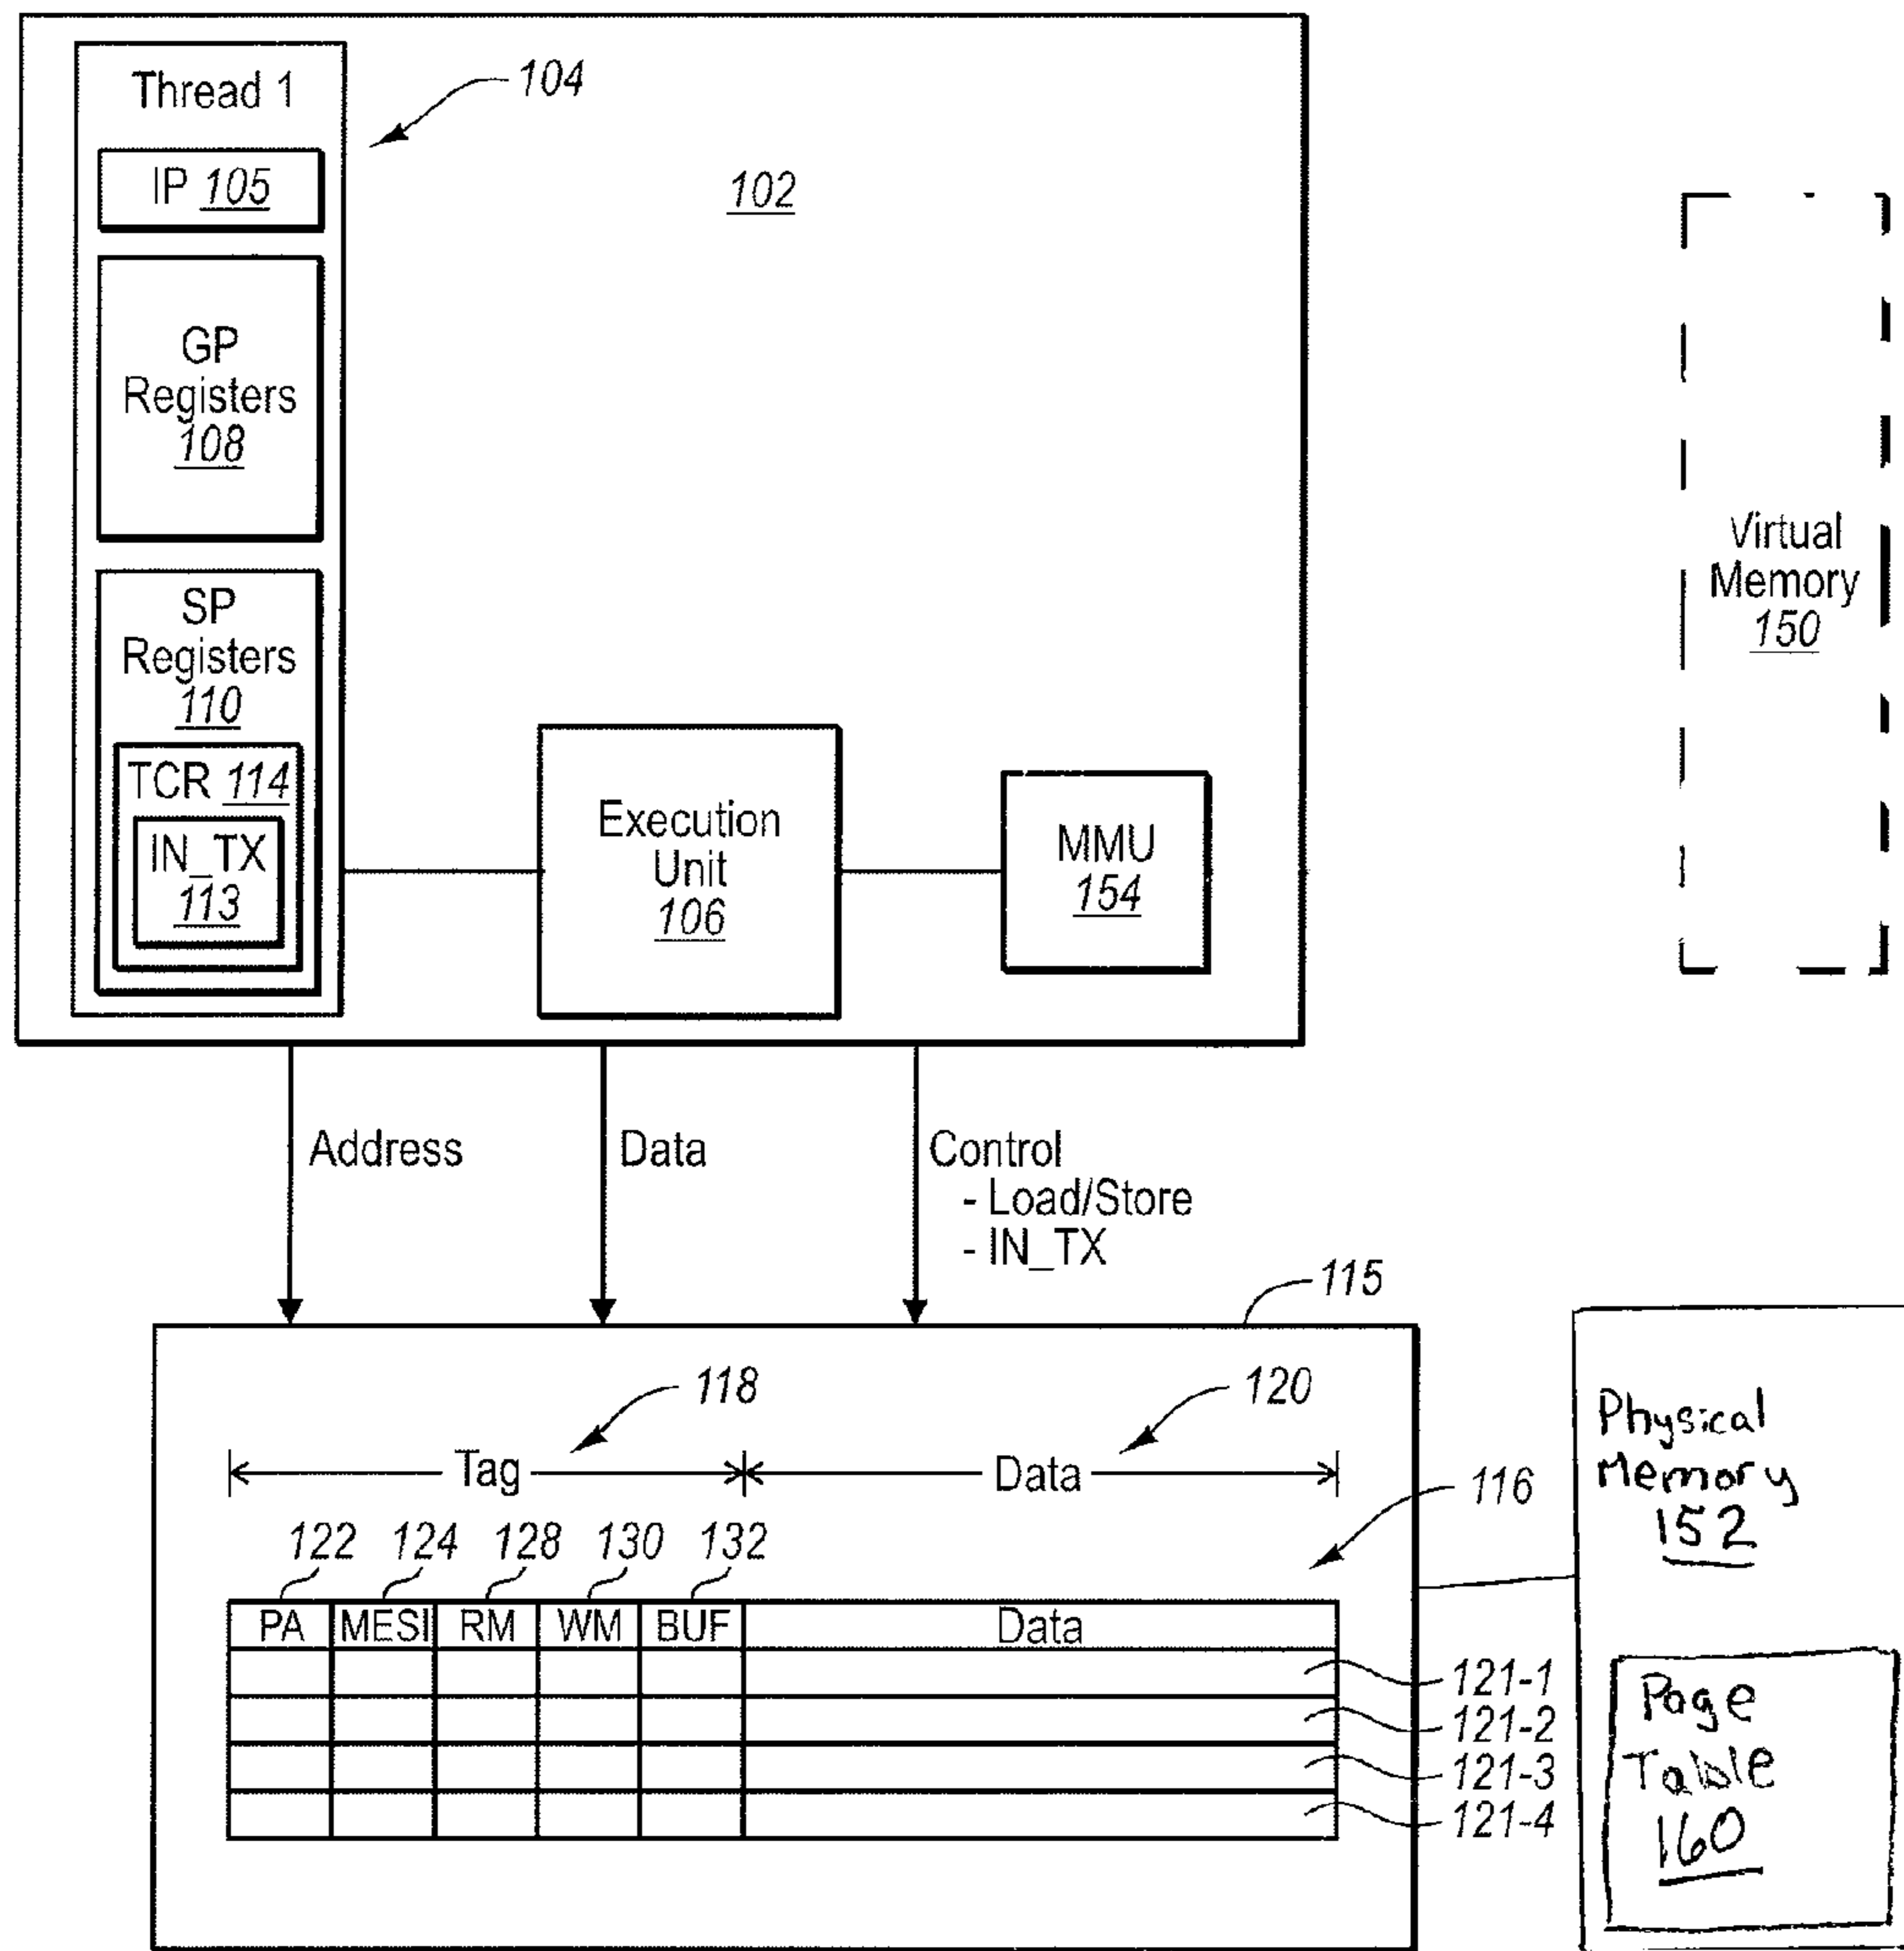 Thread 1
104
IP 105
102
GP
Registers
108
SP
Registers
110
TCR 114
IN_TX
113
Execution
Unit
106
MMU
154
Virtual
Memory
150
Address
Data
Control
- Load/Store
- IN_TX
115
118
120
Tag
Data
116
122 124 128 130 132
PA MESI RM WM BUF Data
121-1
121-2
121-3
121-4
Physical
Memory
152
Page
Table
160